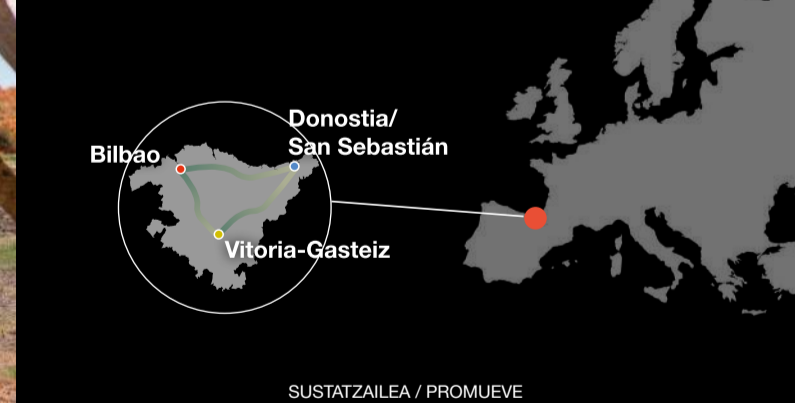 Donostia/
San Sebastián
Bilbao
Vitoria-Gasteiz
SUSTATZAILEA / PROMUEVE